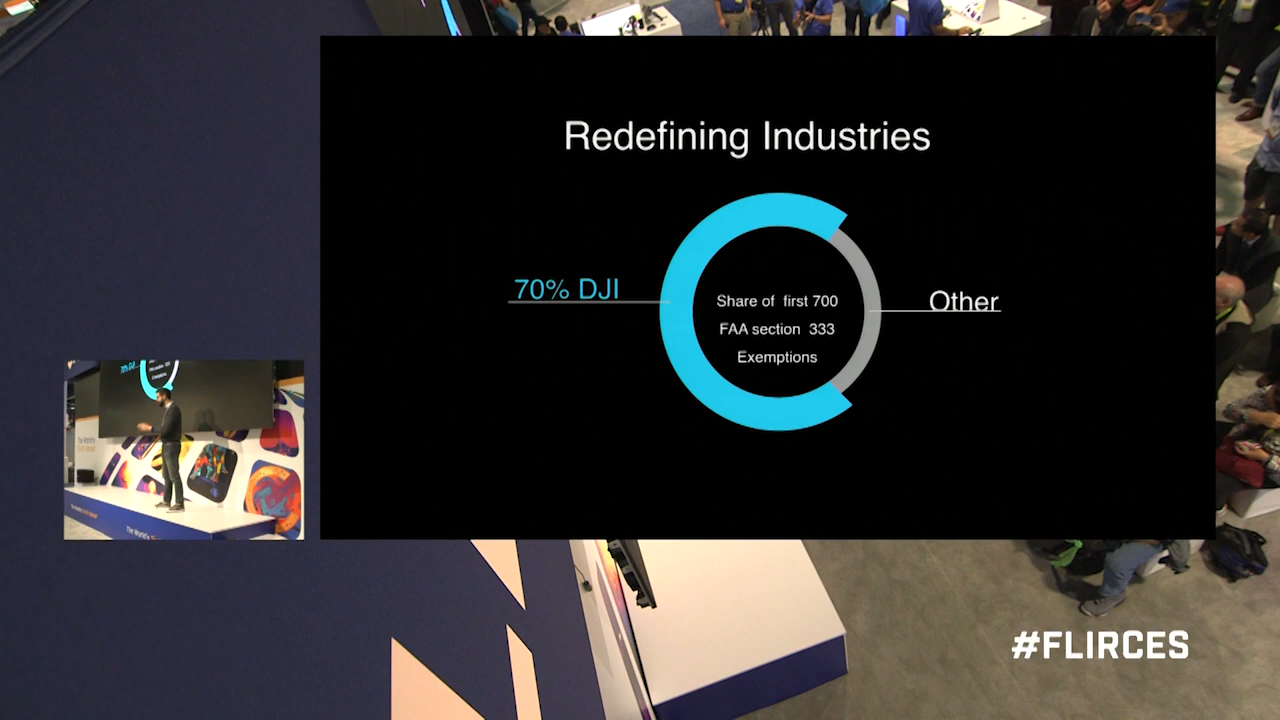 Redefining Industries
70% DJI
Share of first 700
FAA section 333
Exemptions
Other
#FLIRCES